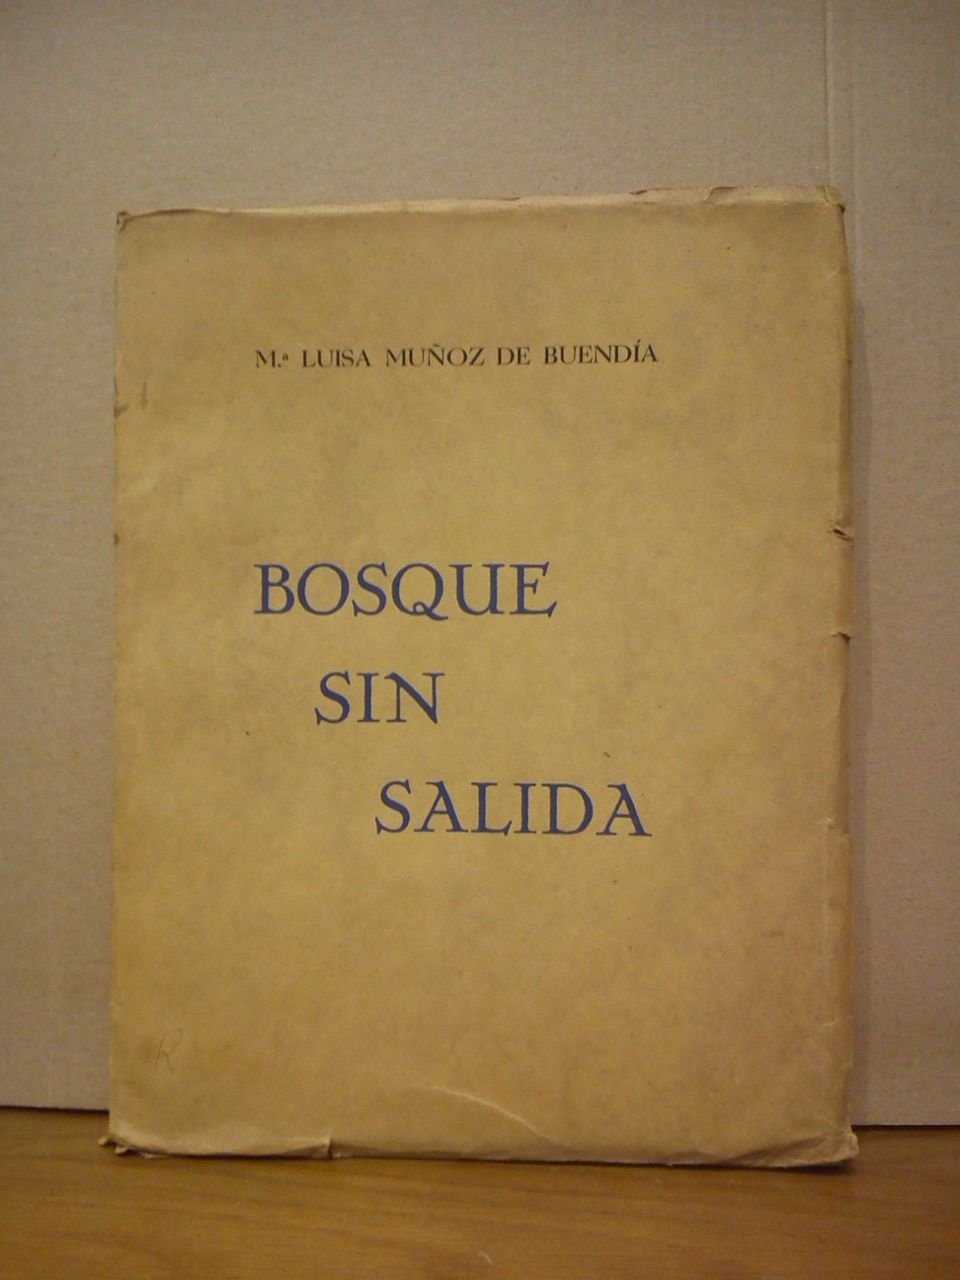 M.ª LUISA MUÑOZ DE BUENDÍA
BOSQUE
SIN
SALIDA
R